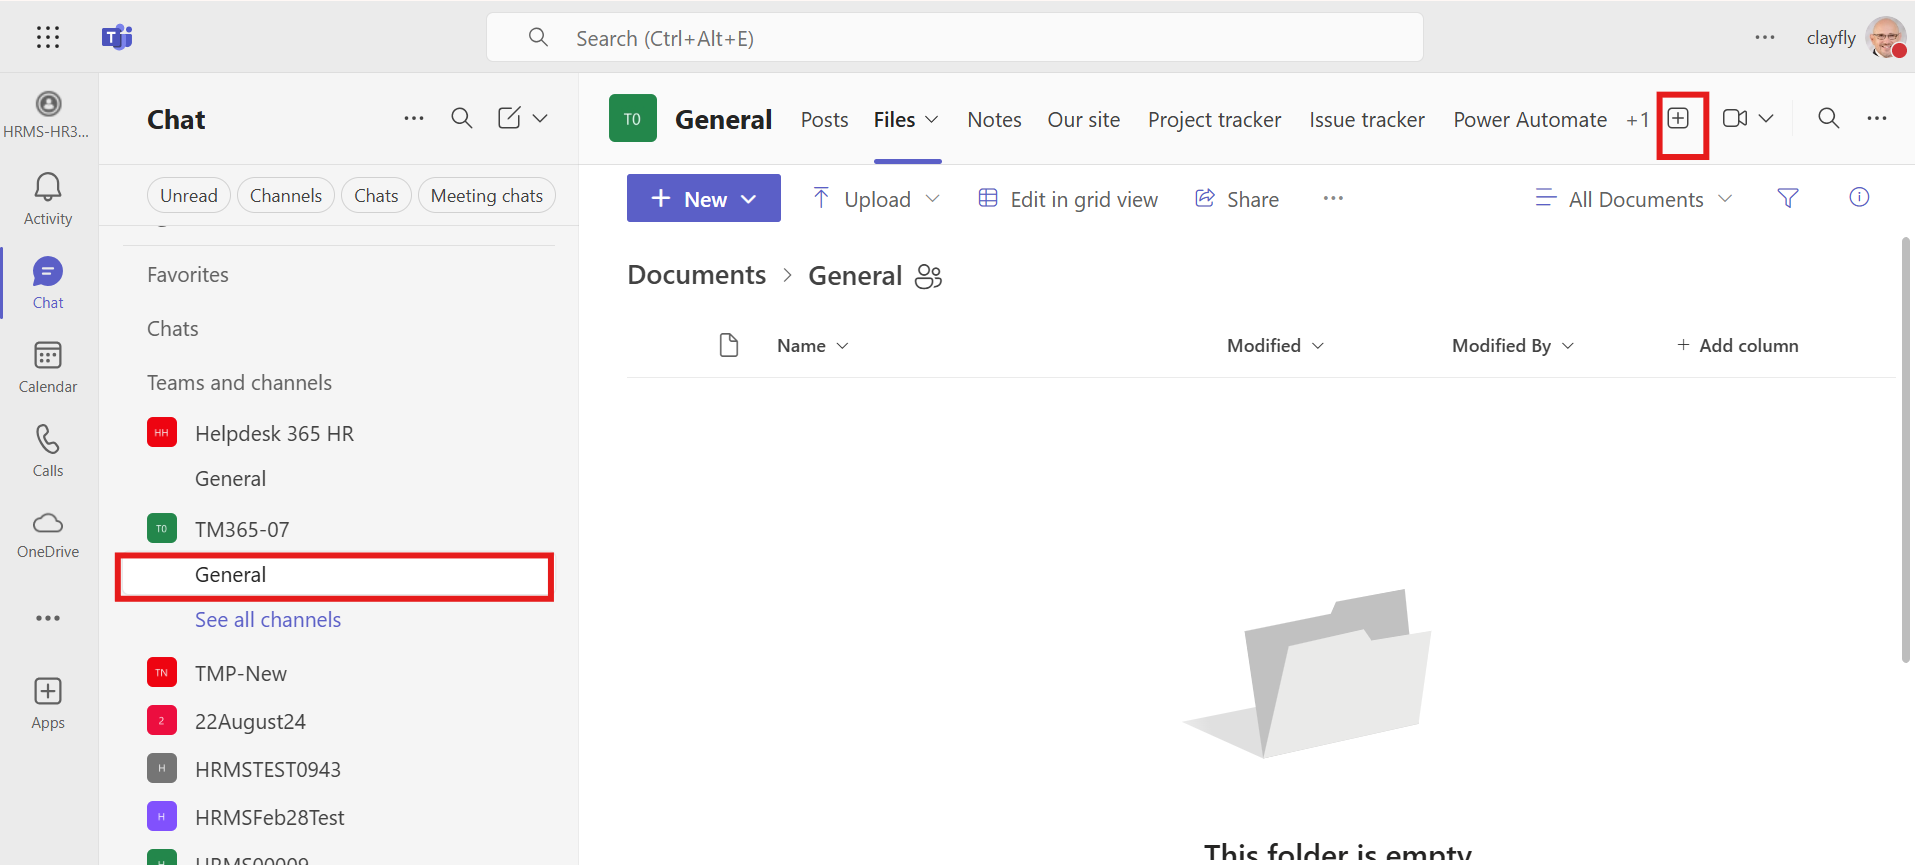 Search (Ctrl+Alt+E)
clayfly
HRMS-HR3...
Activity
Chat
Calendar
Calls
OneDrive
Apps
Chat
Unread
Channels
Chats
Meeting chats
Favorites
Chats
Teams and channels
HH Helpdesk 365 HR
General
T0 TM365-07
General
See all channels
TN TMP-New
2 22August24
H HRMSTEST0943
H HRMSFeb28Test
H HRMS00009
T0 General Posts Files Notes Our site Project tracker Issue tracker Power Automate +1
New Upload Edit in grid view Share All Documents
Documents > General
Name Modified Modified By + Add column
This folder is empty